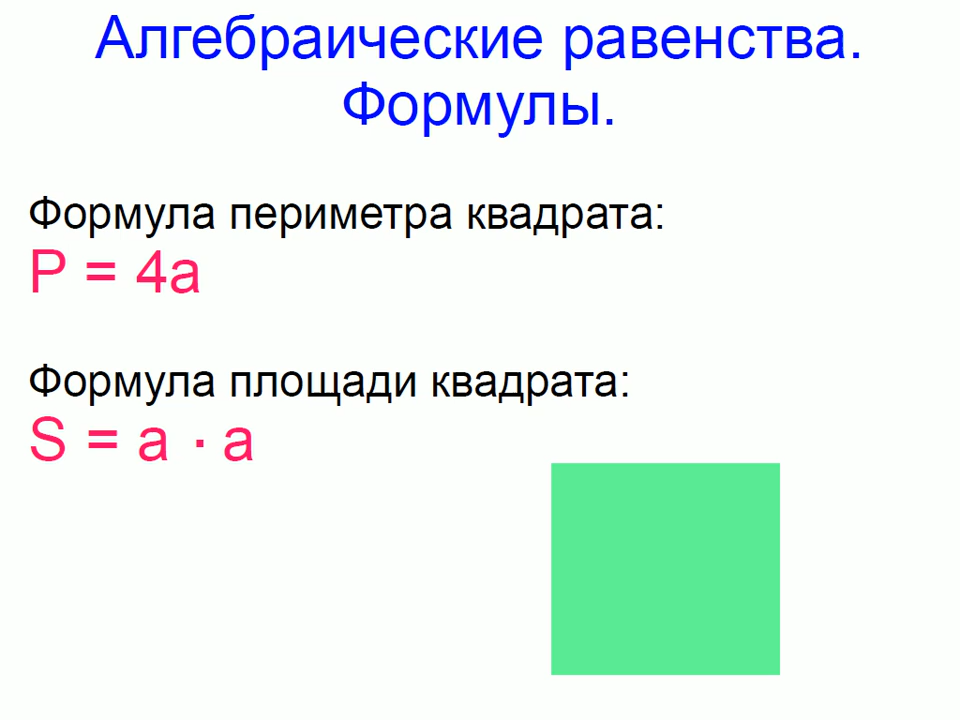 Алгебраические равенства.
Формулы.
Формула периметра квадрата:
P = 4a
Формула площади квадрата:
S = a · a